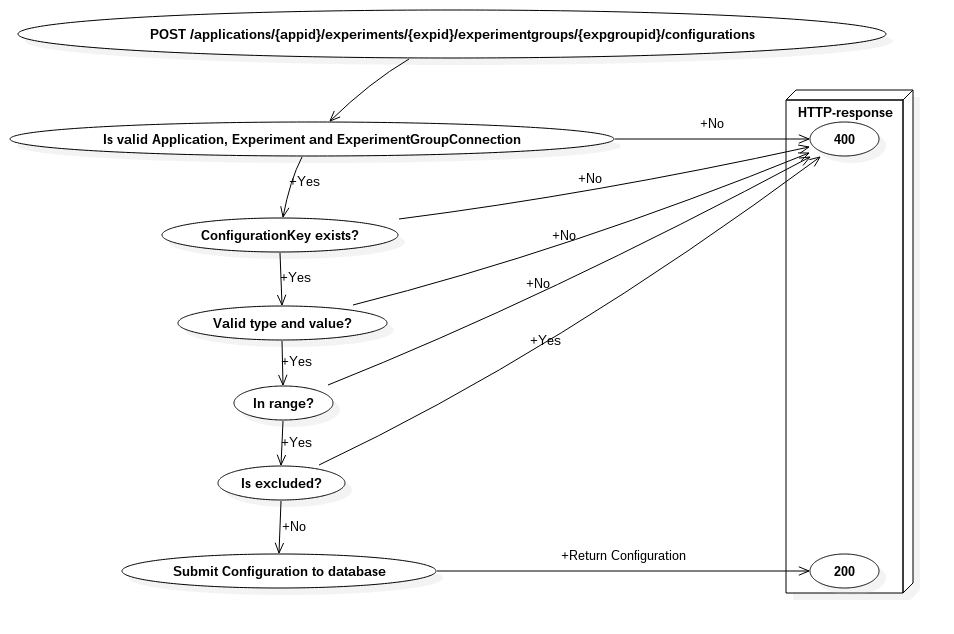 POST /applications/{appid}/experiments/{expid}/experimentgroups/{expgroupid}/configurations
HTTP-response
+No
Is valid Application, Experiment and ExperimentGroupConnection
400
+Yes
+No
ConfigurationKey exists?
+No
+Yes
+No
Valid type and value?
+Yes
+Yes
In range?
+Yes
Is excluded?
+No
+Return Configuration
Submit Configuration to database
200